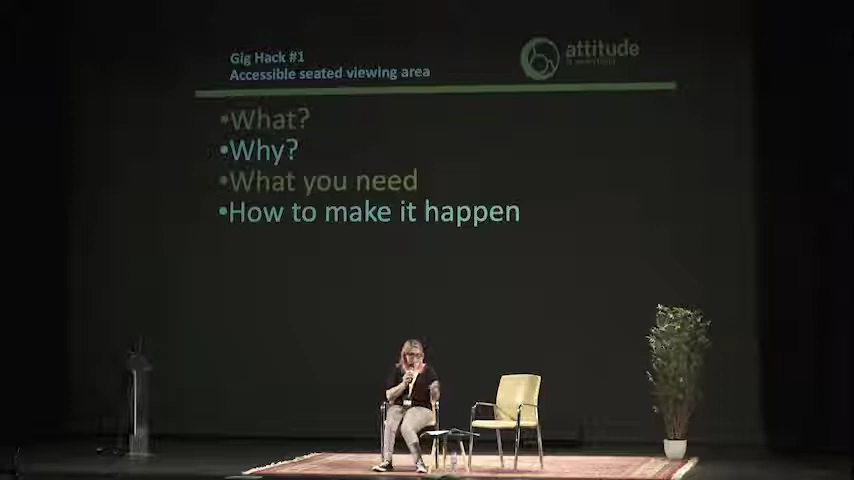 Gig Hack #1
Accessible seated viewing area
attitude
•What?
•Why?
•What you need
•How to make it happen